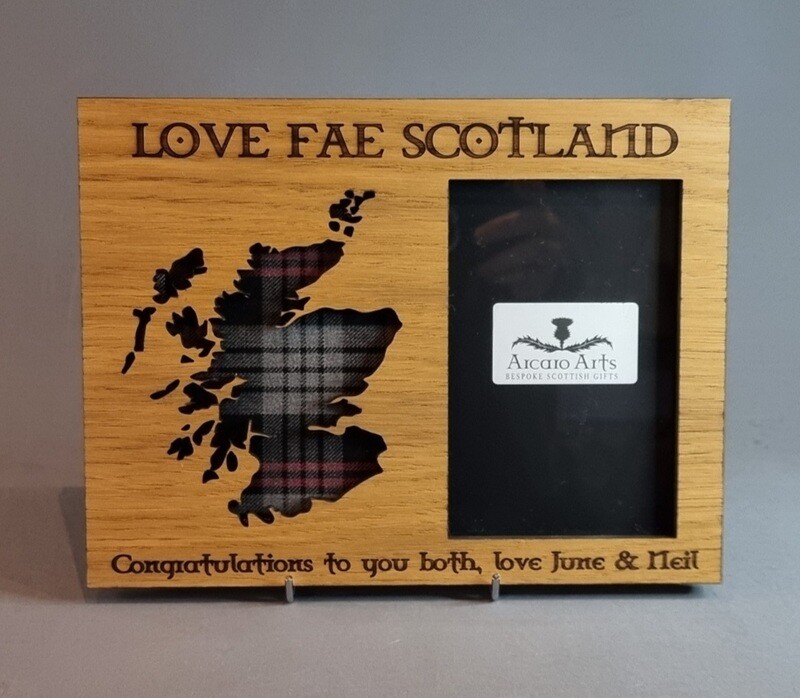 LOVE FAE SCOTLAND
Arcaro Arts
BESPOKE SCOTTISH GIFTS
Congratulations to you both, love June & Neil